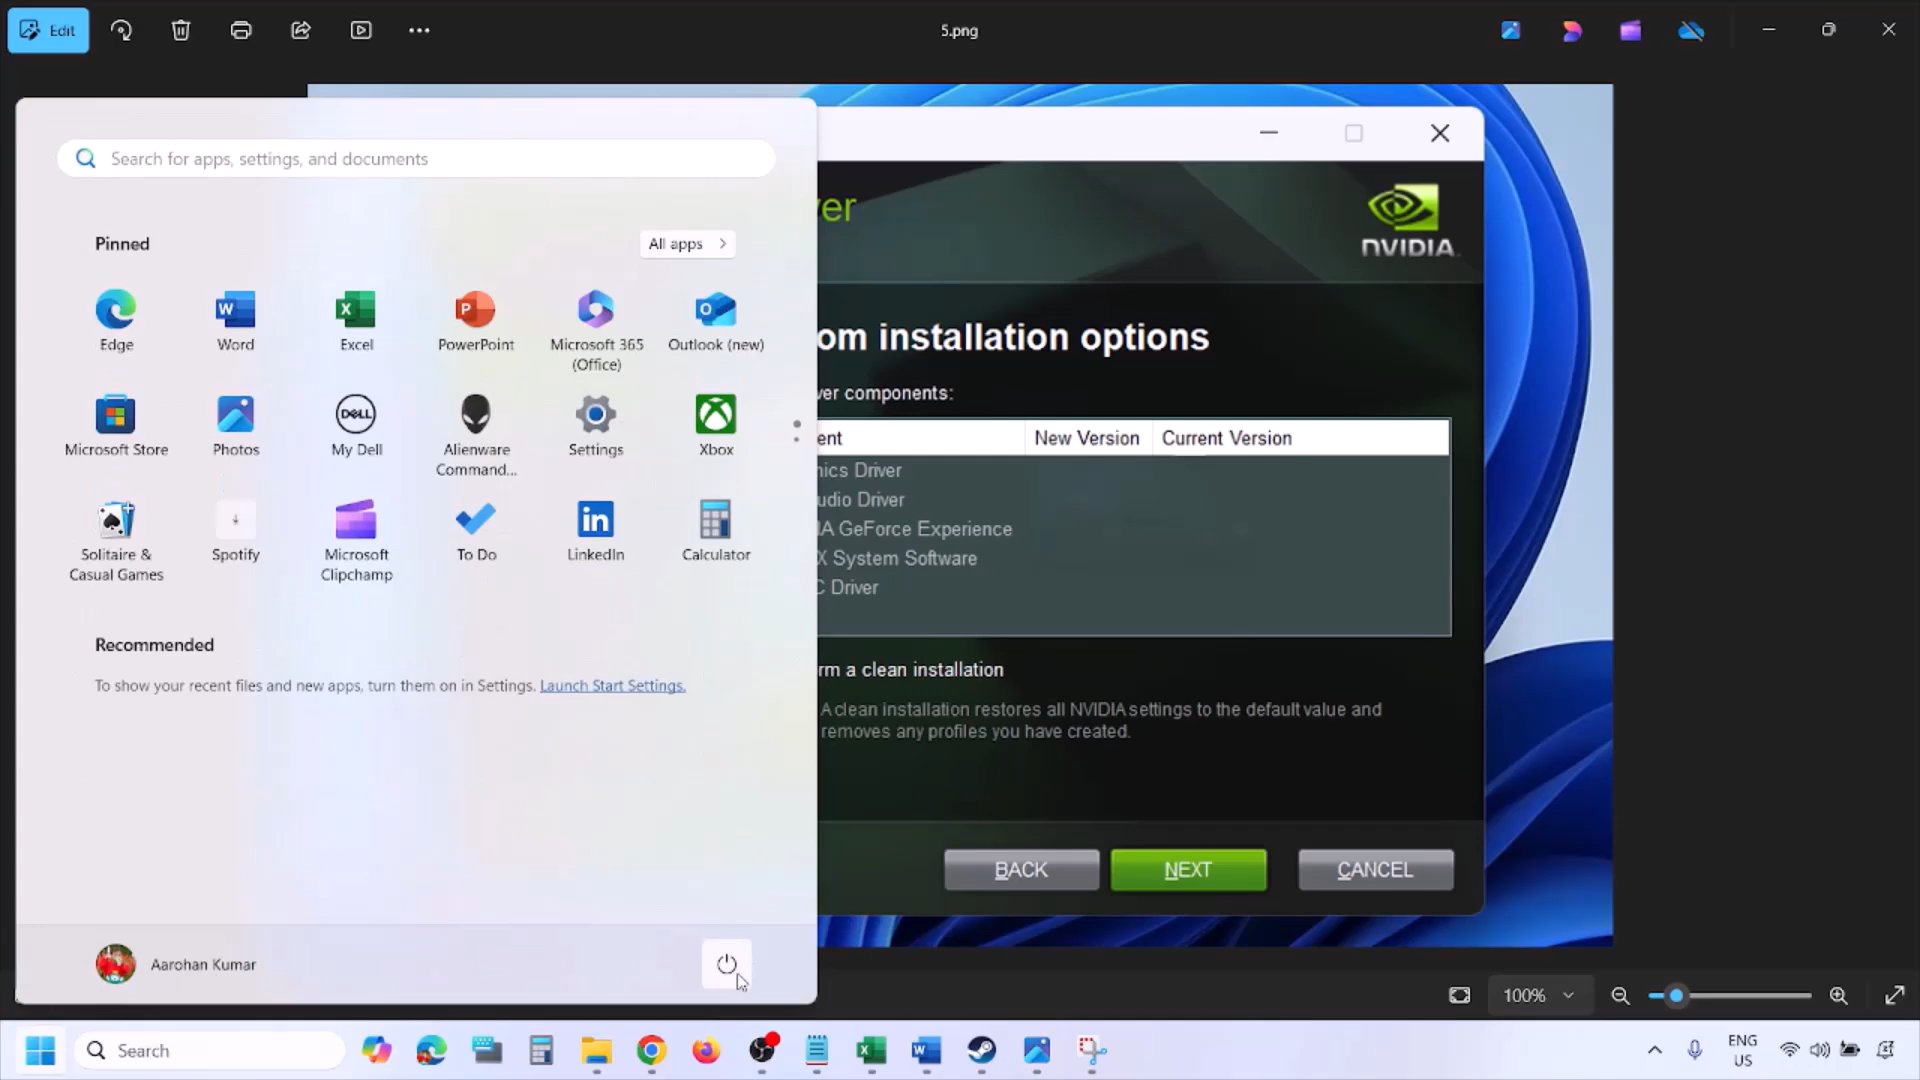 Edit
5.png
Search for apps, settings, and documents
Pinned
All apps
Edge
Word
Excel
PowerPoint
Microsoft 365
(Office)
Outlook (new)
Microsoft Store
Photos
DELL
My Dell
Alienware
Command...
Settings
Xbox
Solitaire &
Casual Games
Spotify
Microsoft
Clipchamp
To Do
LinkedIn
Calculator
Recommended
To show your recent files and new apps, turn them on in Settings. Launch Start Settings.
Aarohan Kumar
ver
NVIDIA.
om installation options
ver components:
ent
New Version
Current Version
hics Driver
udio Driver
IA GeForce Experience
X System Software
C Driver
rm a clean installation
A clean installation restores all NVIDIA settings to the default value and
removes any profiles you have created.
BACK
NEXT
CANCEL
100%
Search
ENG
US